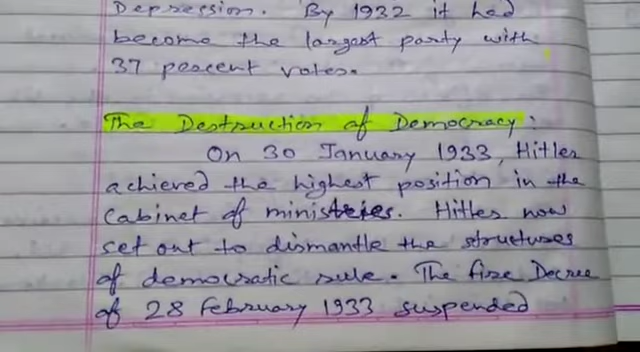 Depression. By 1932 it had
become the largest party with
37 percent votes.
The Destruction of Democracy:
On 30 January 1933, Hitler
achieved the highest position in the
cabinet of ministries. Hitler now
set out to dismantle the structures
of democratic rule. The fire Decree
of 28 February 1933 suspended